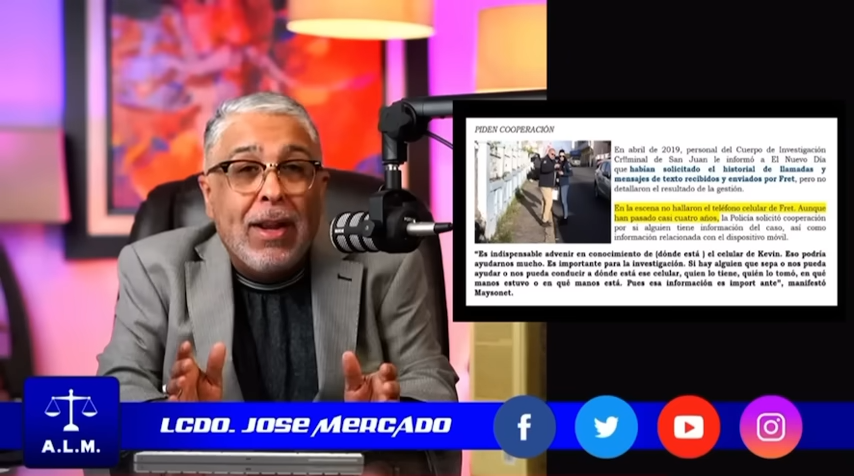 PIDEN COOPERACIÓN
En abril de 2019, personal del Cuerpo de Investigación
Cr!!minal de San Juan le informó a El Nuevo Día
que habían solicitado el historial de llamadas y
mensajes de texto recibidos y enviados por Fret, pero no
detallaron el resultado de la gestión.
En la escena no hallaron el teléfono celular de Fret. Aunque
han pasado casi cuatro años, la Policía solicitó cooperación
por si alguien tiene información del caso, así como
información relacionada con el dispositivo móvil.
“Es indispensable advenir en conocimiento de (dónde está ) el celular de Kevin. Eso podría
ayudarnos mucho. Es importante para la investigación. Si hay alguien que sepa o nos pueda
ayudar o nos pueda conducir a dónde está ese celular, quien lo tiene, quién lo tomó, en qué
manos estuvo o en qué manos está. Pues esa información es import ante”, manifestó
Maysonet.
A.L.M.
LCDO. JOSE MERCADO